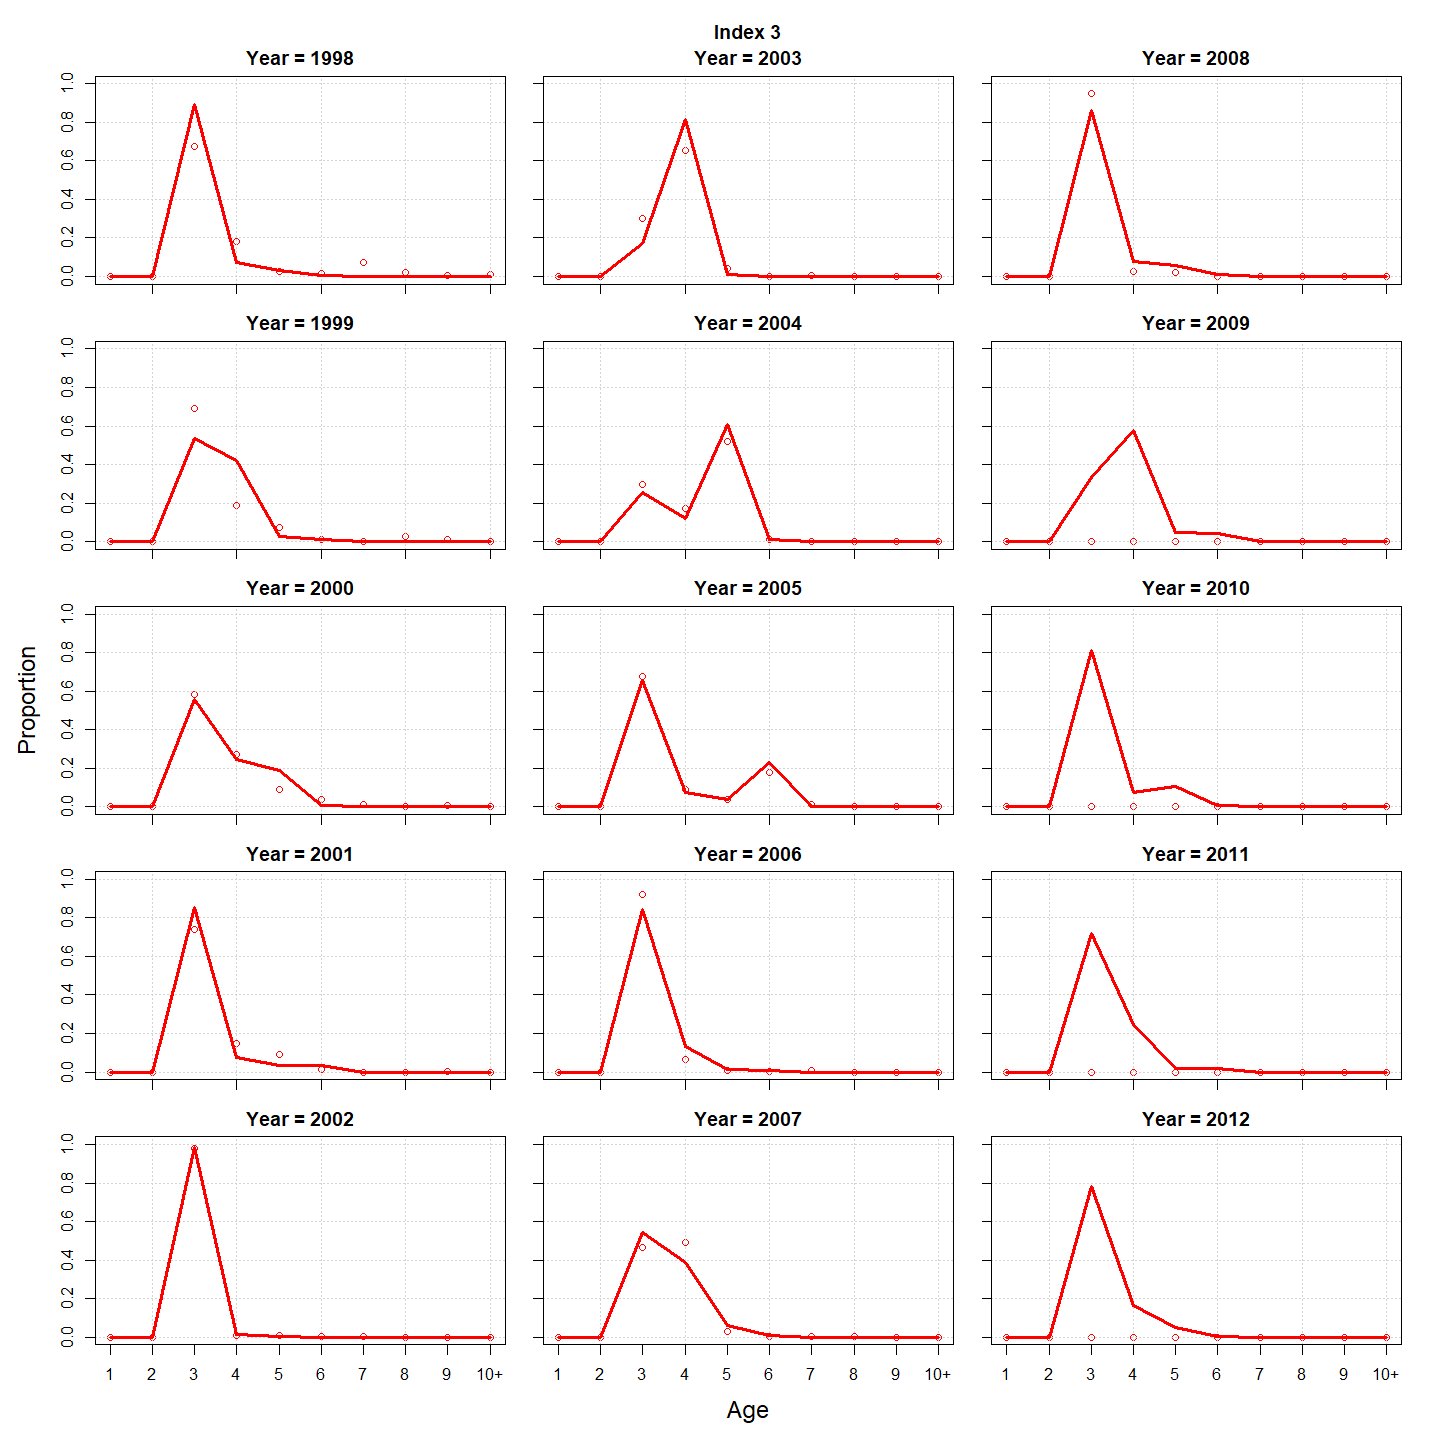 Index 3
Year = 1998
Year = 2003
Year = 2008
0.0 0.2 0.4 0.6 0.8 1.0
Year = 1999
Year = 2004
Year = 2009
0.0 0.2 0.4 0.6 0.8 1.0
Year = 2000
Year = 2005
Year = 2010
0.0 0.2 0.4 0.6 0.8 1.0
Proportion
Year = 2001
Year = 2006
Year = 2011
0.0 0.2 0.4 0.6 0.8 1.0
Year = 2002
Year = 2007
Year = 2012
0.0 0.2 0.4 0.6 0.8 1.0
1 2 3 4 5 6 7 8 9 10+
1 2 3 4 5 6 7 8 9 10+
1 2 3 4 5 6 7 8 9 10+
Age